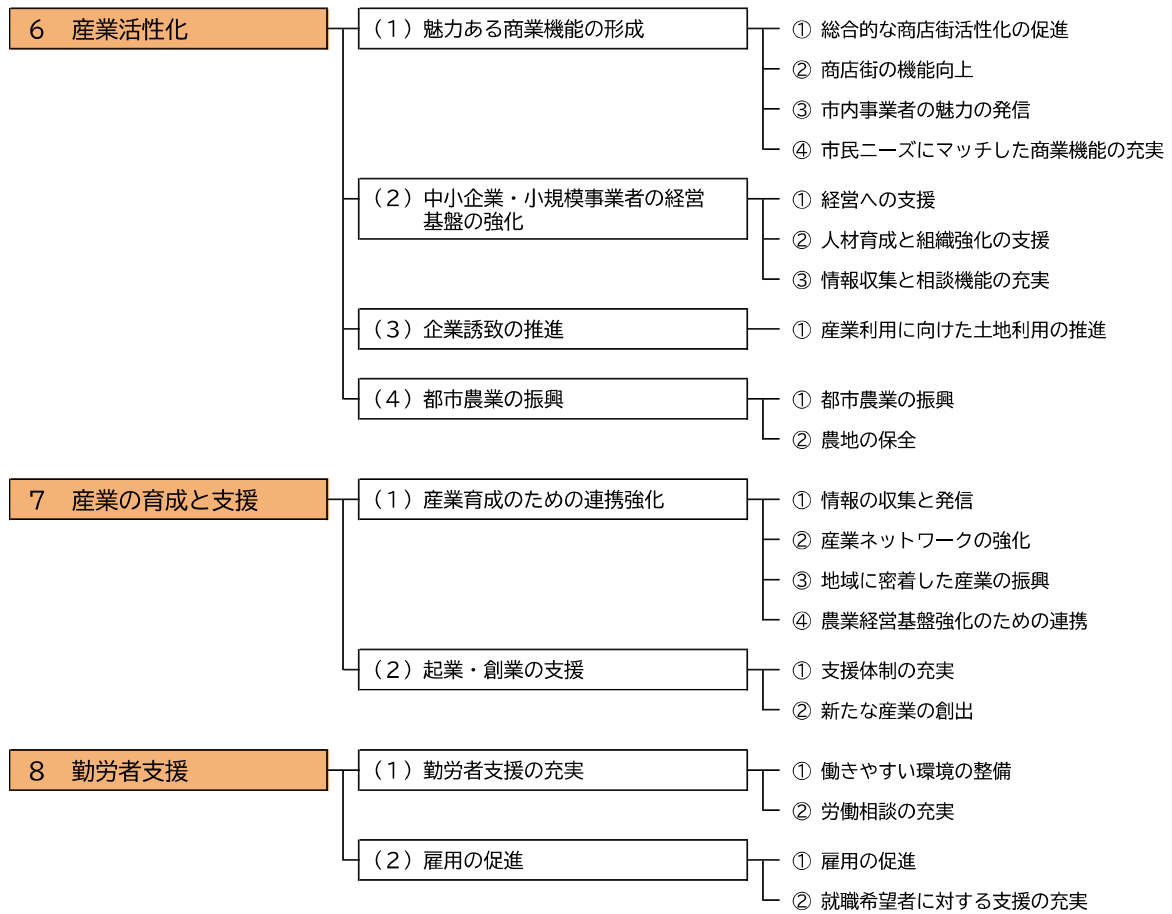 6 産業活性化
(1) 魅力ある商業機能の形成
① 総合的な商店街活性化の促進
② 商店街の機能向上
③ 市内事業者の魅力の発信
④ 市民ニーズにマッチした商業機能の充実
(2) 中小企業・小規模事業者の経営
基盤の強化
① 経営への支援
② 人材育成と組織強化の支援
③ 情報収集と相談機能の充実
(3) 企業誘致の推進
① 産業利用に向けた土地利用の推進
(4) 都市農業の振興
① 都市農業の振興
② 農地の保全
7 産業の育成と支援
(1) 産業育成のための連携強化
① 情報の収集と発信
② 産業ネットワークの強化
③ 地域に密着した産業の振興
④ 農業経営基盤強化のための連携
(2) 起業・創業の支援
① 支援体制の充実
② 新たな産業の創出
8 勤労者支援
(1) 勤労者支援の充実
① 働きやすい環境の整備
② 労働相談の充実
(2) 雇用の促進
① 雇用の促進
② 就職希望者に対する支援の充実